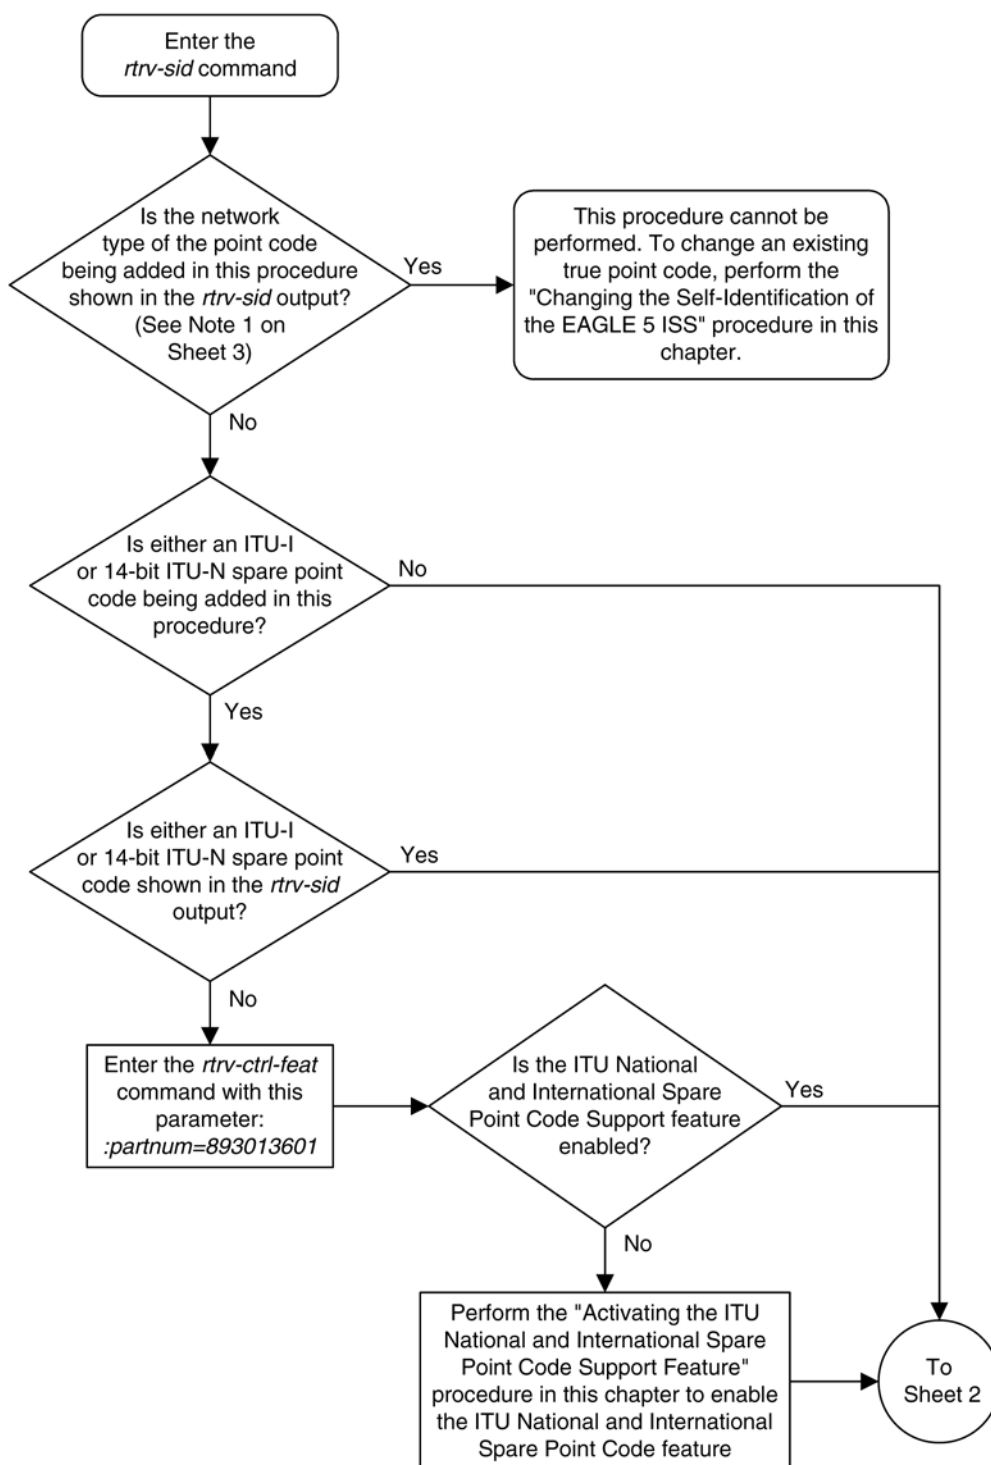 Enter the
rtrv-sid command
Is the network
type of the point code
being added in this procedure
shown in the rtrv-sid output?
(See Note 1 on
Sheet 3)
Yes
This procedure cannot be
performed. To change an existing
true point code, perform the
"Changing the Self-Identification of
the EAGLE 5 ISS" procedure in this
chapter.
No
Is either an ITU-I
or 14-bit ITU-N spare point
code being added in this
procedure?
No
Yes
Is either an ITU-I
or 14-bit ITU-N spare point
code shown in the rtrv-sid
output?
Yes
No
Enter the rtrv-ctrl-feat
command with this
parameter:
:partnum=893013601
Is the ITU National
and International Spare
Point Code Support feature
enabled?
Yes
No
Perform the "Activating the ITU
National and International Spare
Point Code Support Feature"
procedure in this chapter to enable
the ITU National and International
Spare Point Code feature
To
Sheet 2